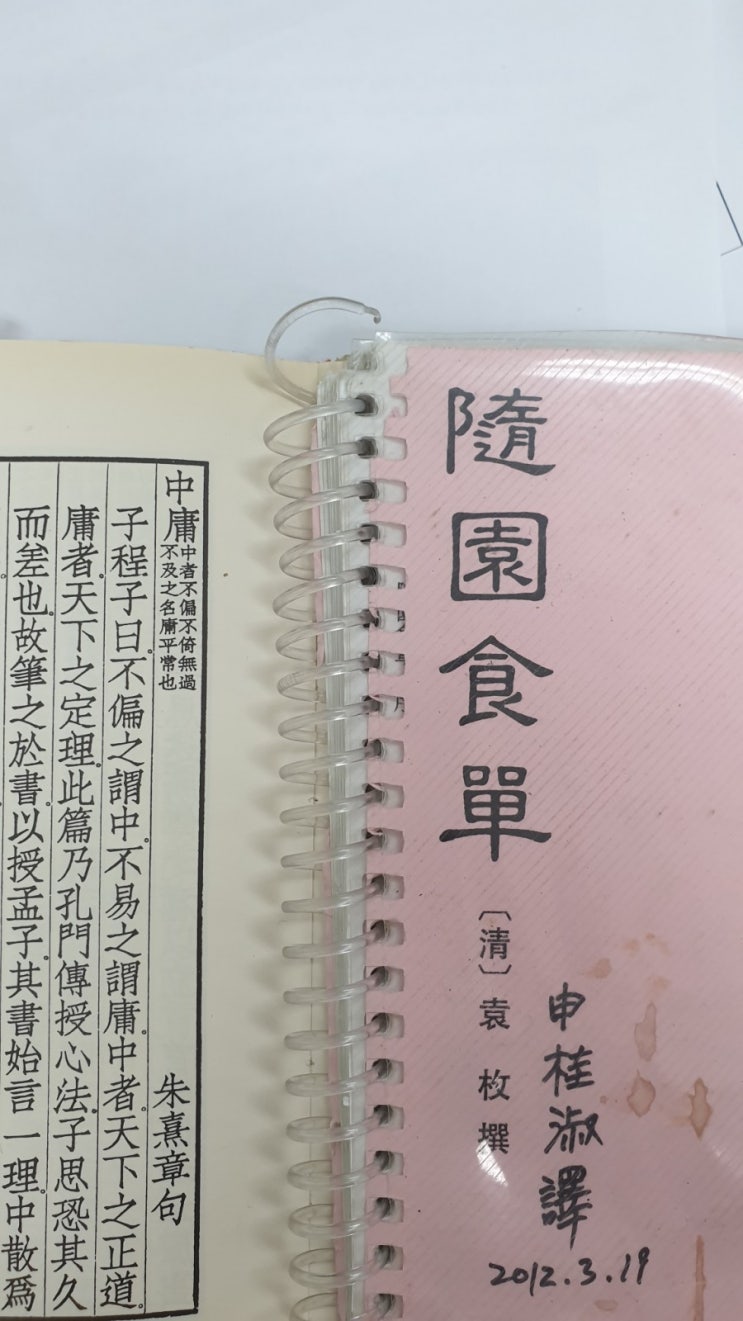 隨園食單
〔清〕袁枚撰
申桂淑譯
2012.3.19
中庸
中者不偏不倚無過
不及之名庸平常也
朱熹章句
子程子曰不偏之謂中。不易之謂庸。中者天下之正道。
庸者天下之定理。此篇乃孔門傳授心法。子思恐其久
而差也。故筆之於書。以授孟子。其書始言一理。中散爲